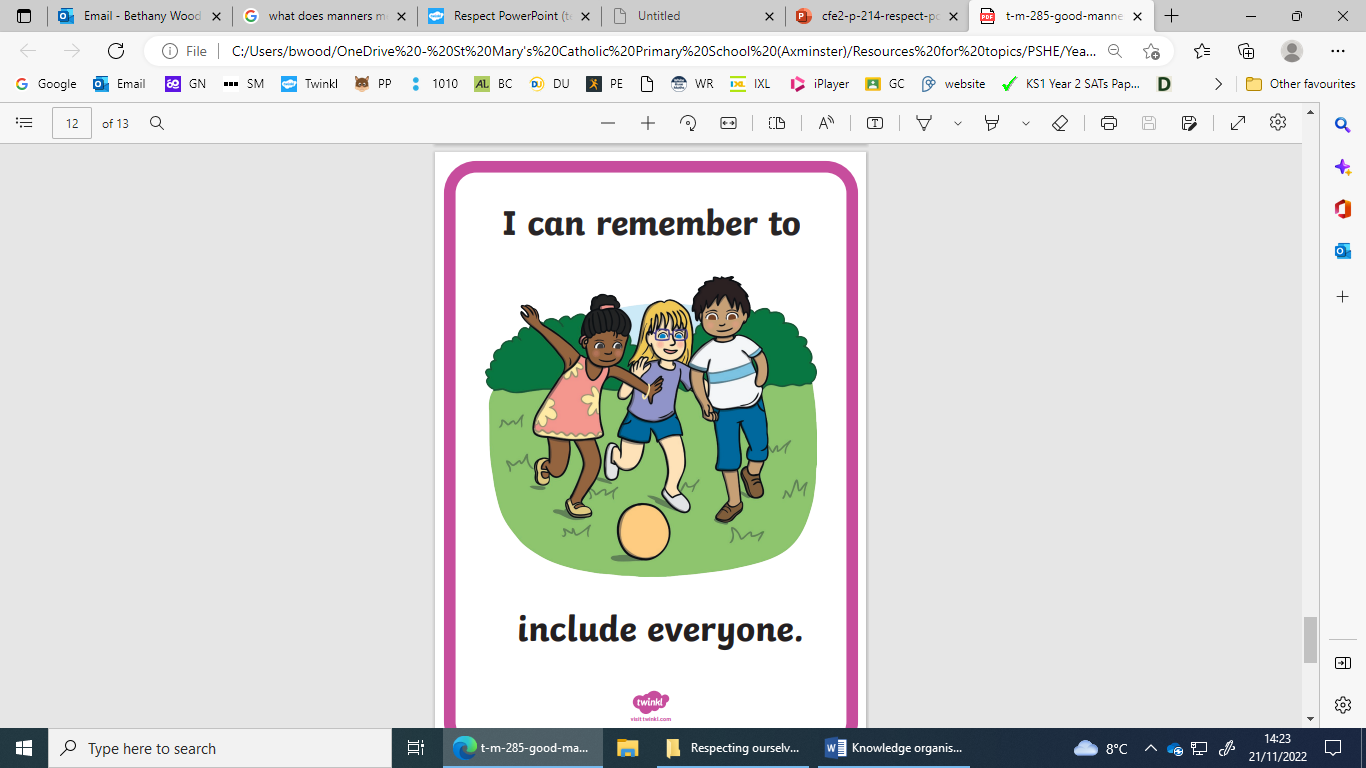 Email - Bethany Wood
what does manners m
Respect PowerPoint (t
Untitled
cfe2-p-214-respect-p
t-m-285-good-manne
File
C:/Users/bwood/OneDrive%20-%20St%20Mary's%20Catholic%20Primary%20School%20(Axminster)/Resources%20for%20topics/PSHE/Yea...
Google
Email
GN
SM
Twinkl
PP
1010
BC
DU
PE
WR
IXL
iPlayer
GC
website
KS1 Year 2 SATs Pap...
D
Other favourites
12 of 13
I can remember to
include everyone.
twinkl
visit twinkl.com
Type here to search
t-m-285-good-ma...
Respecting ourselv...
Knowledge organis...
8°C
14:23
21/11/2022